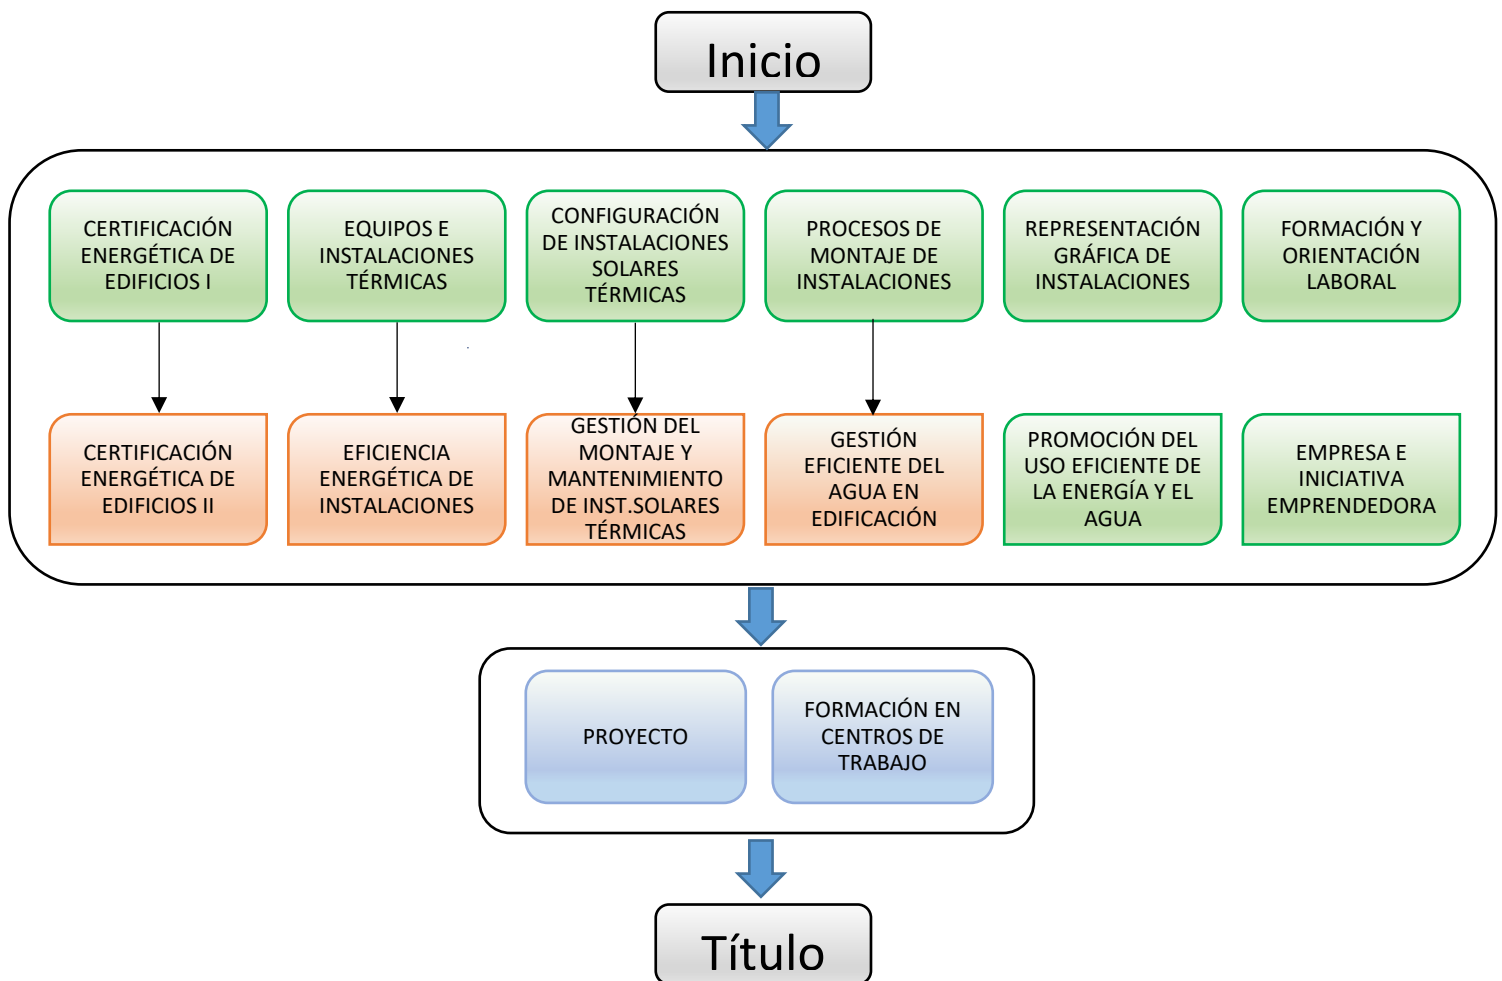 Inicio
CERTIFICACIÓN
ENERGÉTICA DE
EDIFICIOS I
EQUIPOS E
INSTALACIONES
TÉRMICAS
CONFIGURACIÓN
DE INSTALACIONES
SOLARES
TÉRMICAS
PROCESOS DE
MONTAJE DE
INSTALACIONES
REPRESENTACIÓN
GRÁFICA DE
INSTALACIONES
FORMACIÓN Y
ORIENTACIÓN
LABORAL
CERTIFICACIÓN
ENERGÉTICA DE
EDIFICIOS II
EFICIENCIA
ENERGÉTICA DE
INSTALACIONES
GESTIÓN DEL
MONTAJE Y
MANTENIMIENTO
DE INST.SOLARES
TÉRMICAS
GESTIÓN
EFICIENTE DEL
AGUA EN
EDIFICACIÓN
PROMOCIÓN DEL
USO EFICIENTE DE
LA ENERGÍA Y EL
AGUA
EMPRESA E
INICIATIVA
EMPRENDEDORA
PROYECTO
FORMACIÓN EN
CENTROS DE
TRABAJO
Título